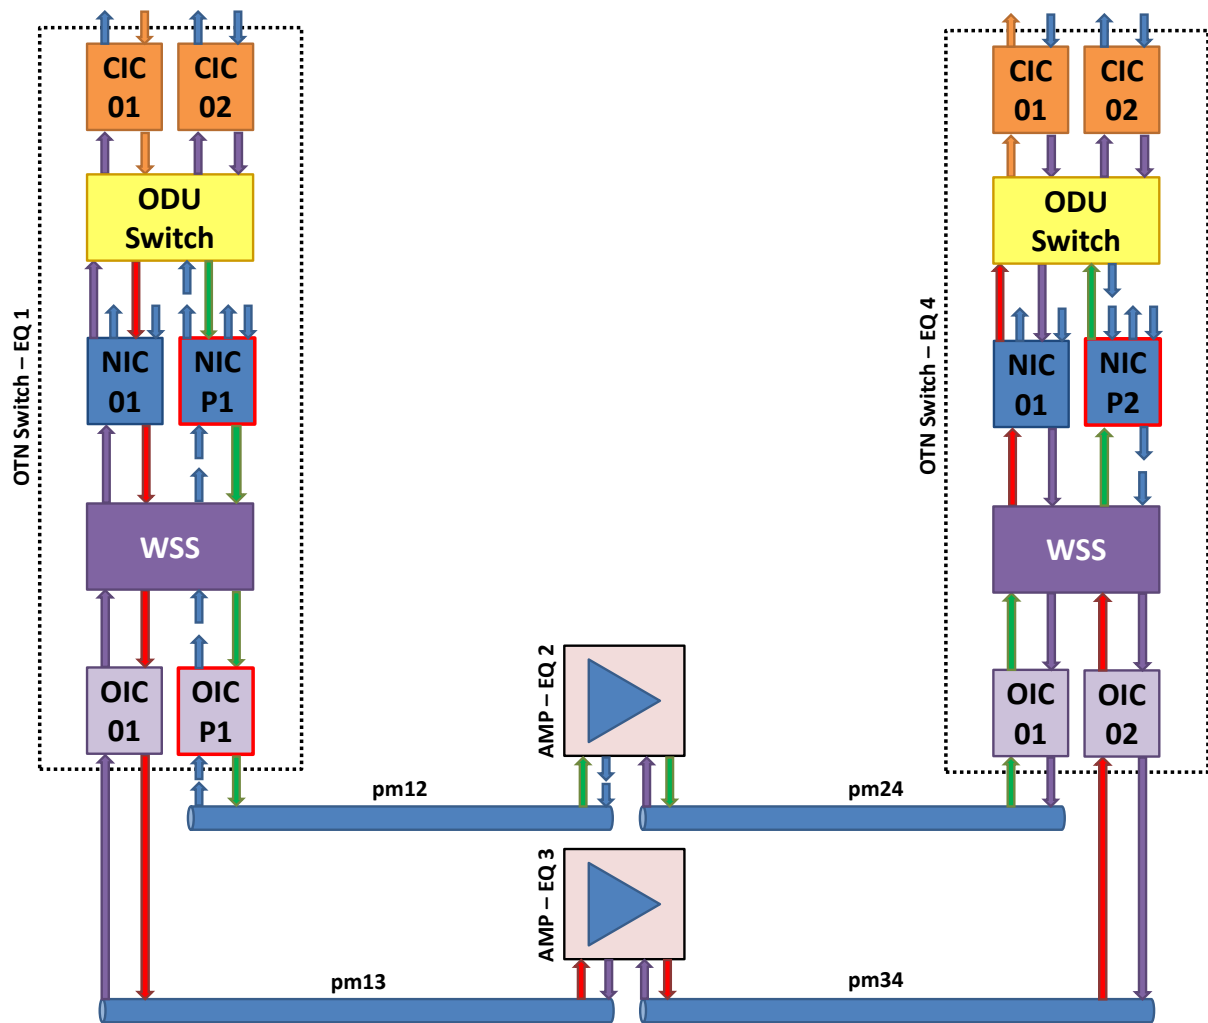 CIC
01
CIC
02
ODU
Switch
NIC
01
NIC
P1
WSS
OIC
01
OIC
P1
OTN Switch – EQ 1
CIC
01
CIC
02
ODU
Switch
NIC
01
NIC
P2
WSS
OIC
01
OIC
02
OTN Switch – EQ 4
AMP – EQ 2
pm12
pm24
AMP – EQ 3
pm13
pm34